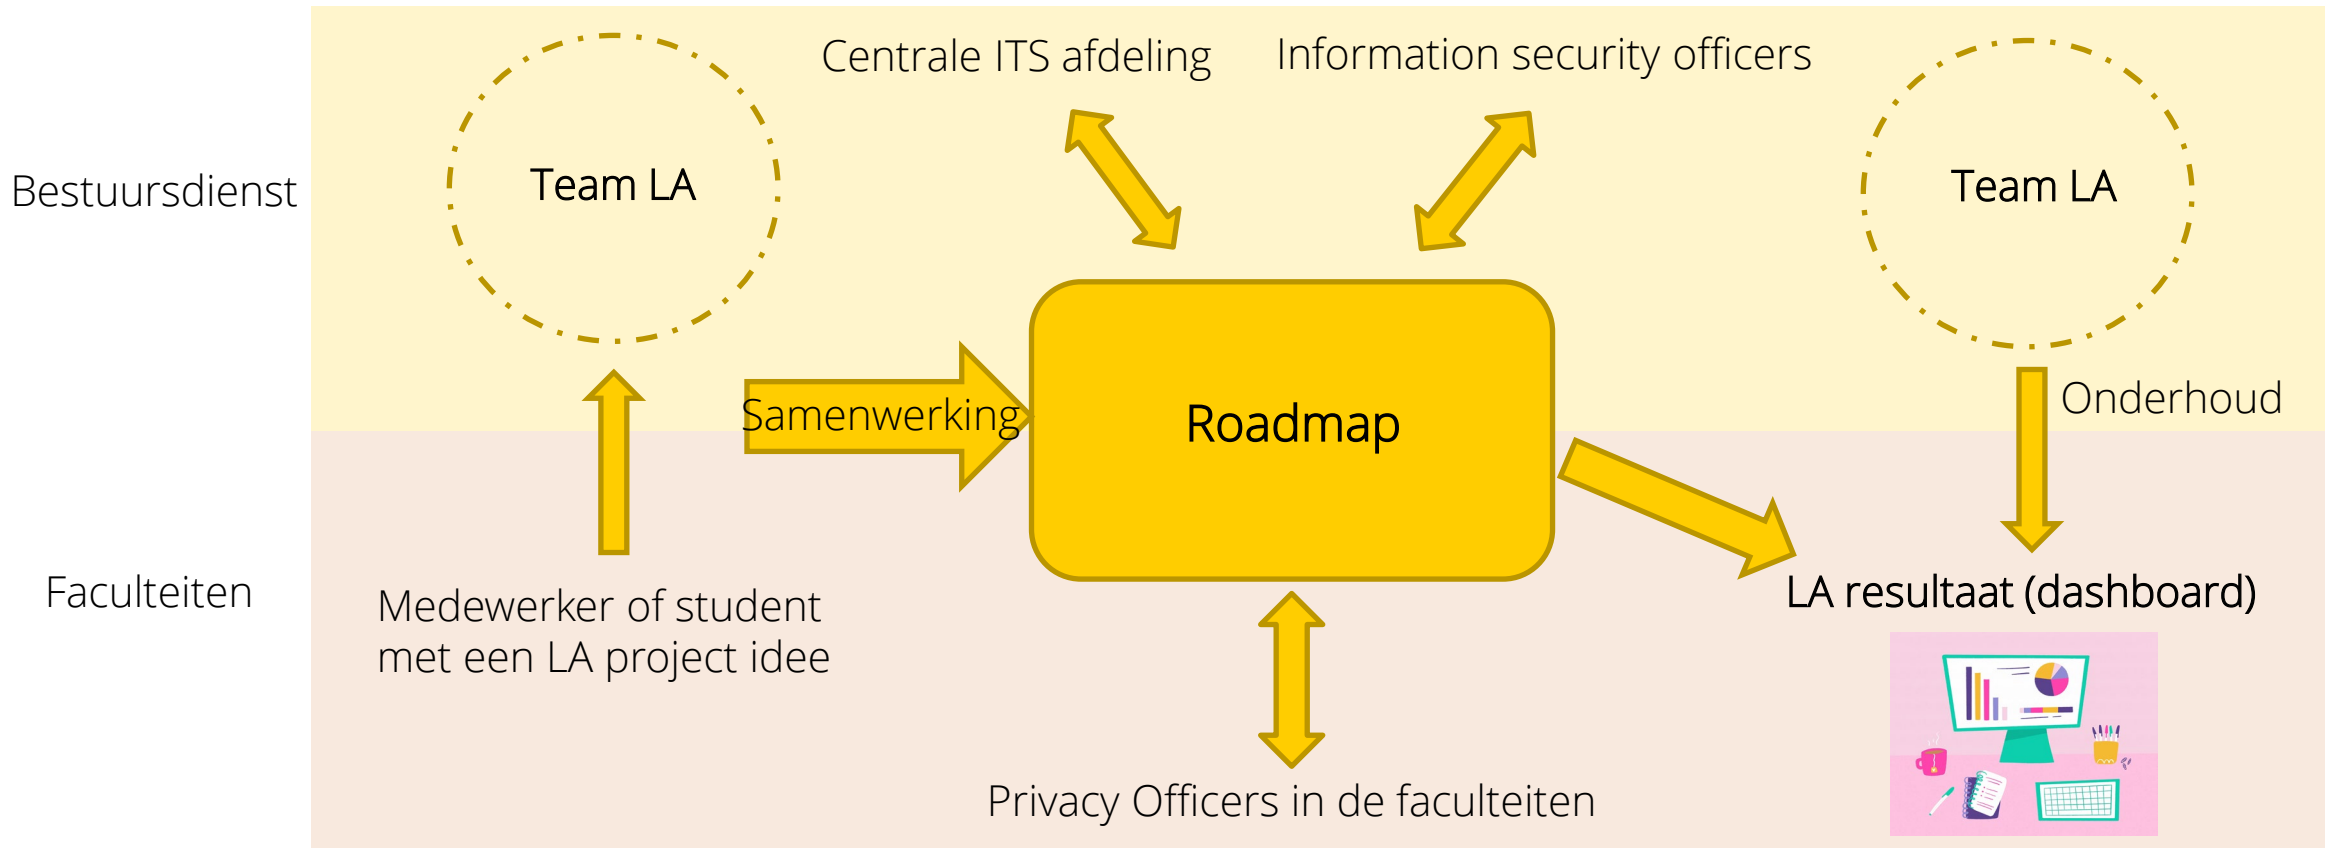 Centrale ITS afdeling
Information security officers
Bestuursdienst
Team LA
Team LA
Samenwerking
Roadmap
Onderhoud
Faculteiten
Medewerker of student
met een LA project idee
LA resultaat (dashboard)
Privacy Officers in de faculteiten